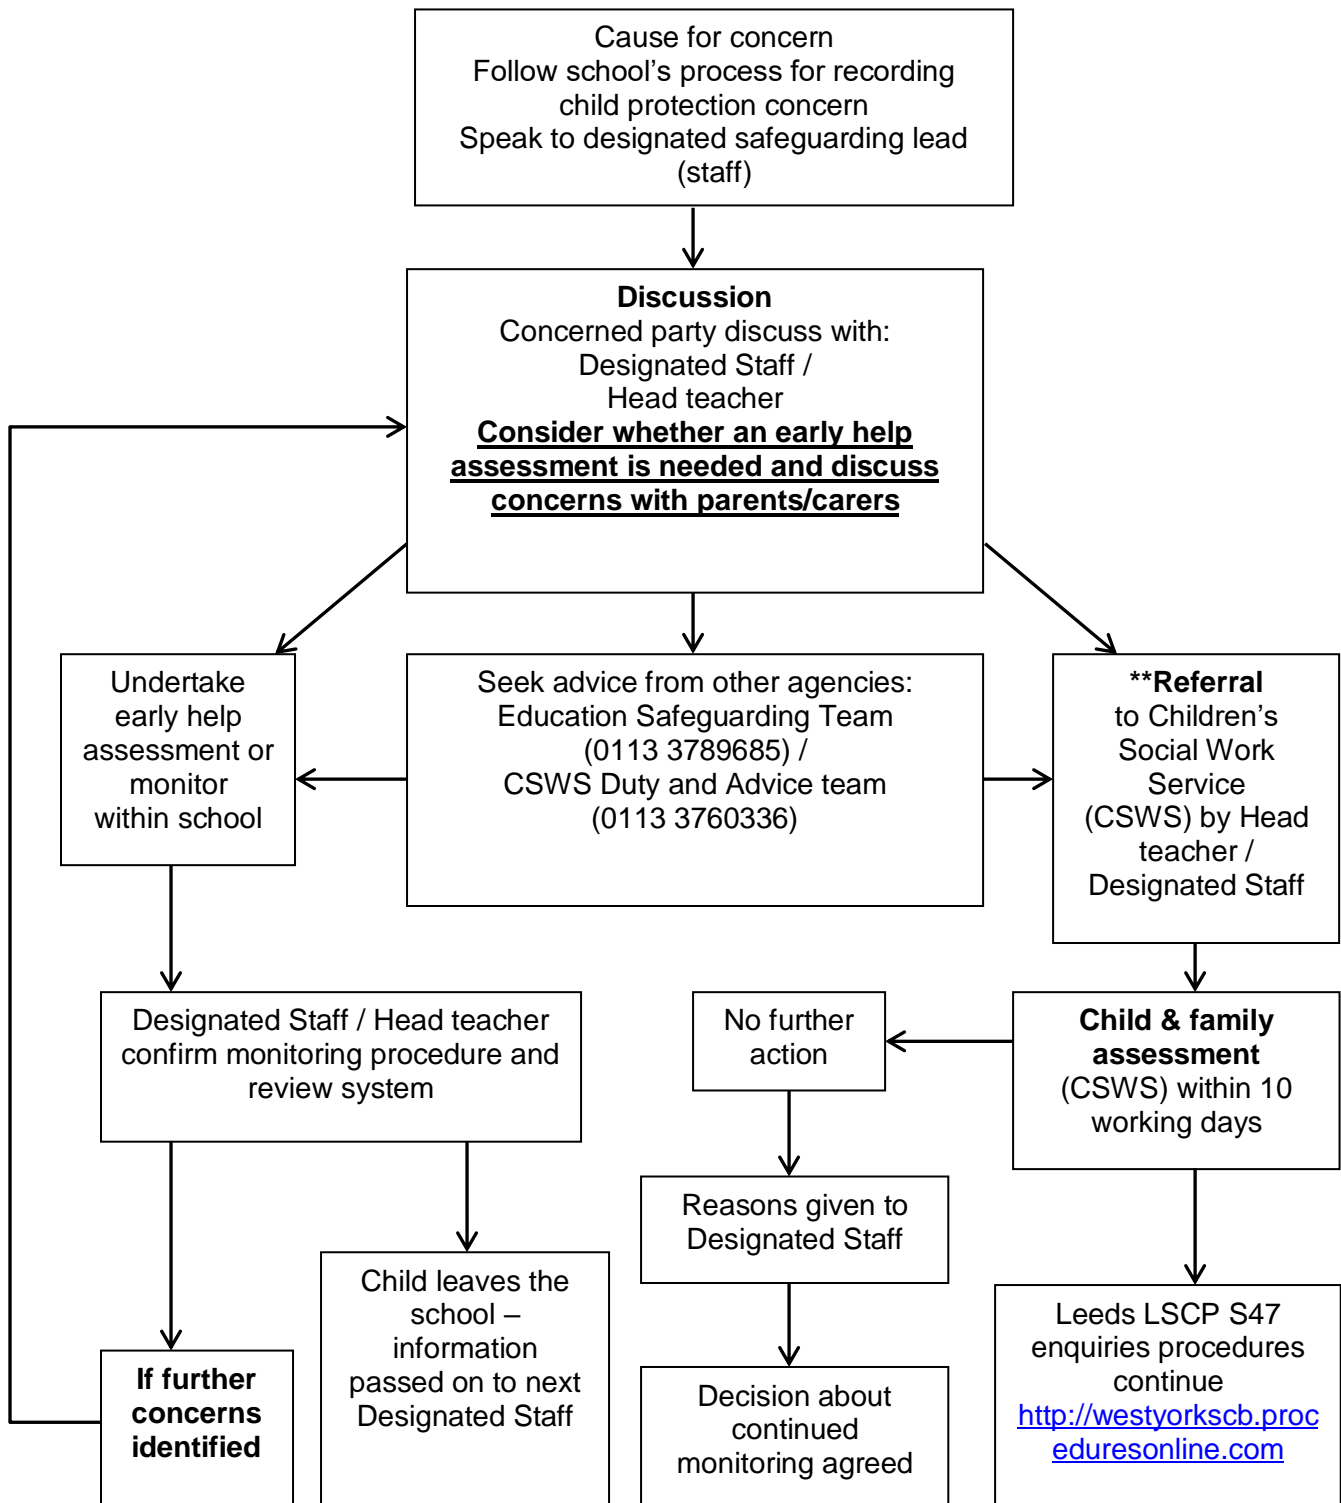 Cause for concern
Follow school's process for recording
child protection concern
Speak to designated safeguarding lead
(staff)
Discussion
Concerned party discuss with:
Designated Staff /
Head teacher
Consider whether an early help
assessment is needed and discuss
concerns with parents/carers
Undertake
early help
assessment or
monitor
within school
Seek advice from other agencies:
Education Safeguarding Team
(0113 3789685) /
CSWS Duty and Advice team
(0113 3760336)
**Referral
to Children's
Social Work
Service
(CSWS) by Head
teacher /
Designated Staff
Designated Staff / Head teacher
confirm monitoring procedure and
review system
No further
action
Child & family
assessment
(CSWS) within 10
working days
Reasons given to
Designated Staff
If further
concerns
identified
Child leaves the
school –
information
passed on to next
Designated Staff
Decision about
continued
monitoring agreed
Leeds LSCP S47
enquiries procedures
continue
http://westyorkscb.proc
eduresonline.com